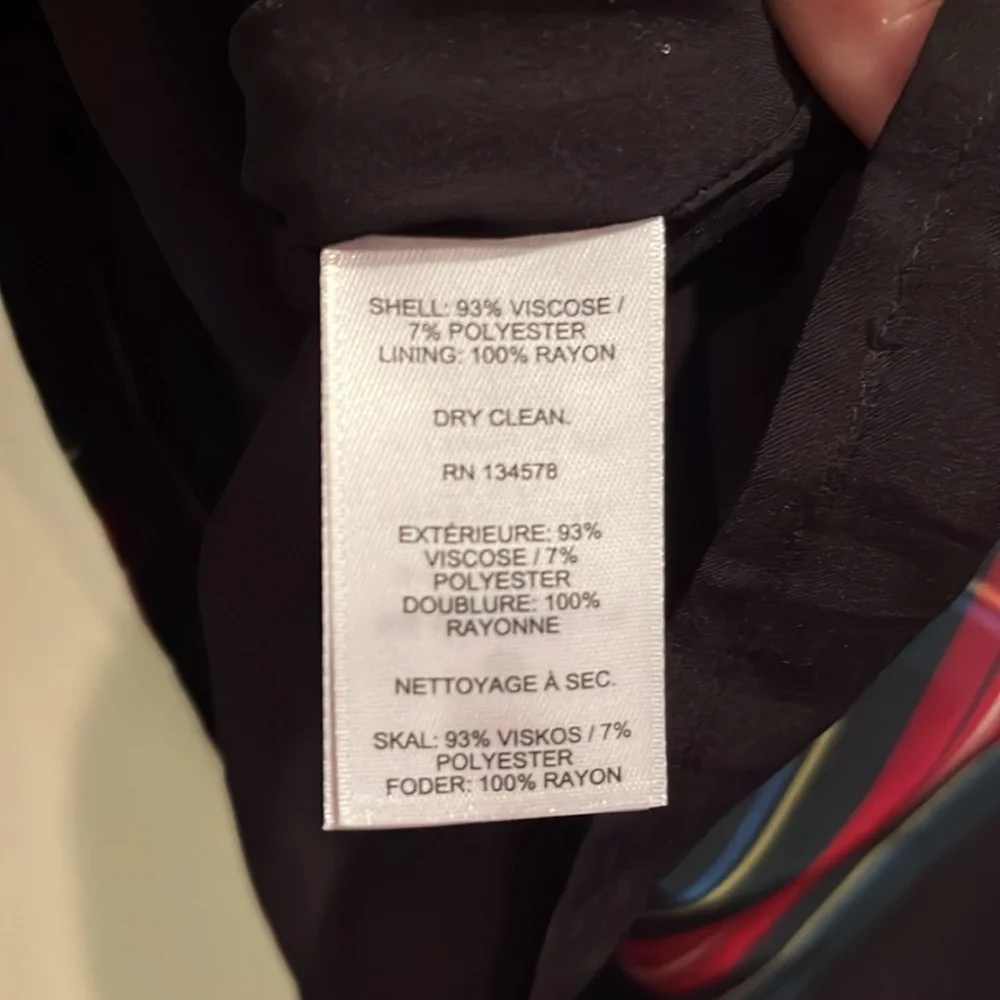 SHELL: 93% VISCOSE /
7% POLYESTER
LINING: 100% RAYON
DRY CLEAN.
RN 134578
EXTÉRIEURE: 93%
VISCOSE / 7%
POLYESTER
DOUBLURE: 100%
RAYONNE
NETTOYAGE À SEC.
SKAL: 93% VISKOS / 7%
POLYESTER
FODER: 100% RAYON